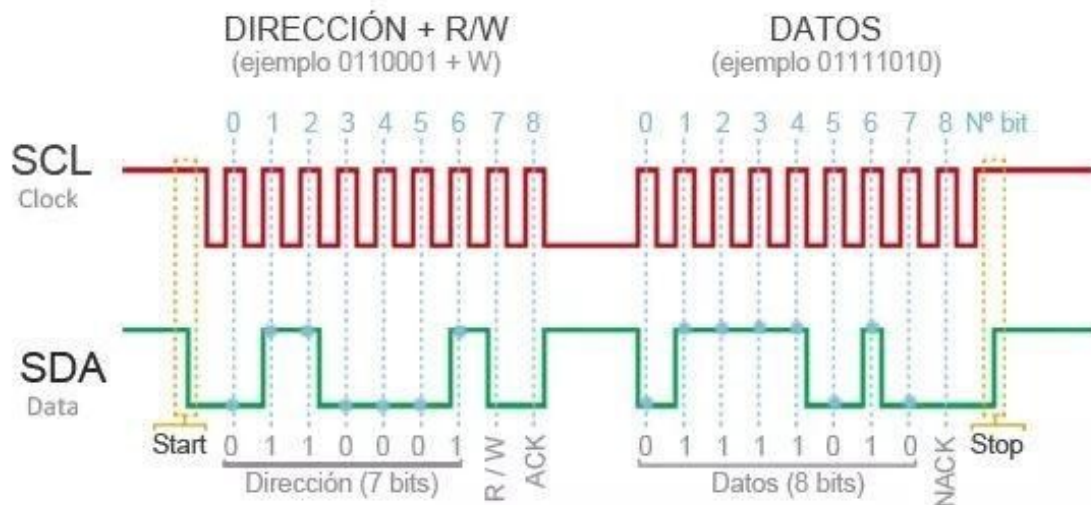 DIRECCIÓN + R/W
(ejemplo 0110001 + W)
DATOS
(ejemplo 01111010)
0 1 2 3 4 5 6 7 8
0 1 2 3 4 5 6 7 8 Nº bit
SCL
Clock
SDA
Data
Start
0 1 1 0 0 0 1 R / W ACK
Dirección (7 bits)
0 1 1 1 1 0 1 0 NACK
Datos (8 bits)
Stop